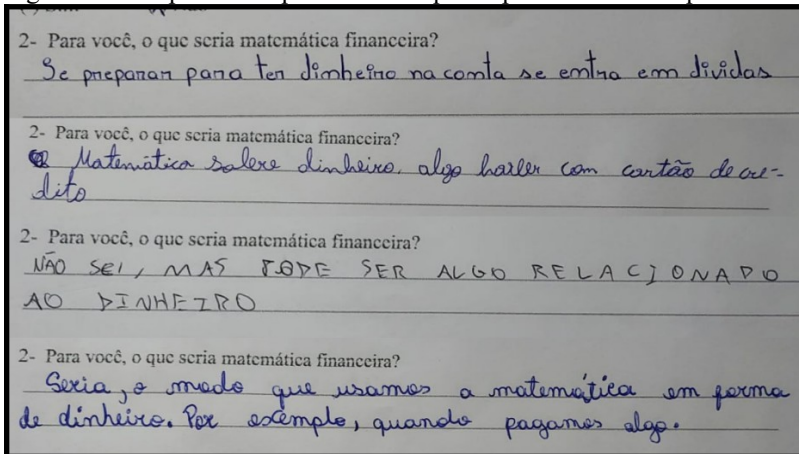 2- Para você, o que seria matemática financeira?
Se preparar para ter dinheiro na conta se entra em dividas
2- Para você, o que seria matemática financeira?
Matemática sobre dinheiro. algo haver com cartão de cre-
dito
2- Para você, o que seria matemática financeira?
NÃO SEI, MAS PODE SER ALGO RELACIONADO
AO DINHEIRO
2- Para você, o que seria matemática financeira?
Seria, o modo que usamos a matemática em forma
de dinheiro. Por exemplo, quando pagamos algo.